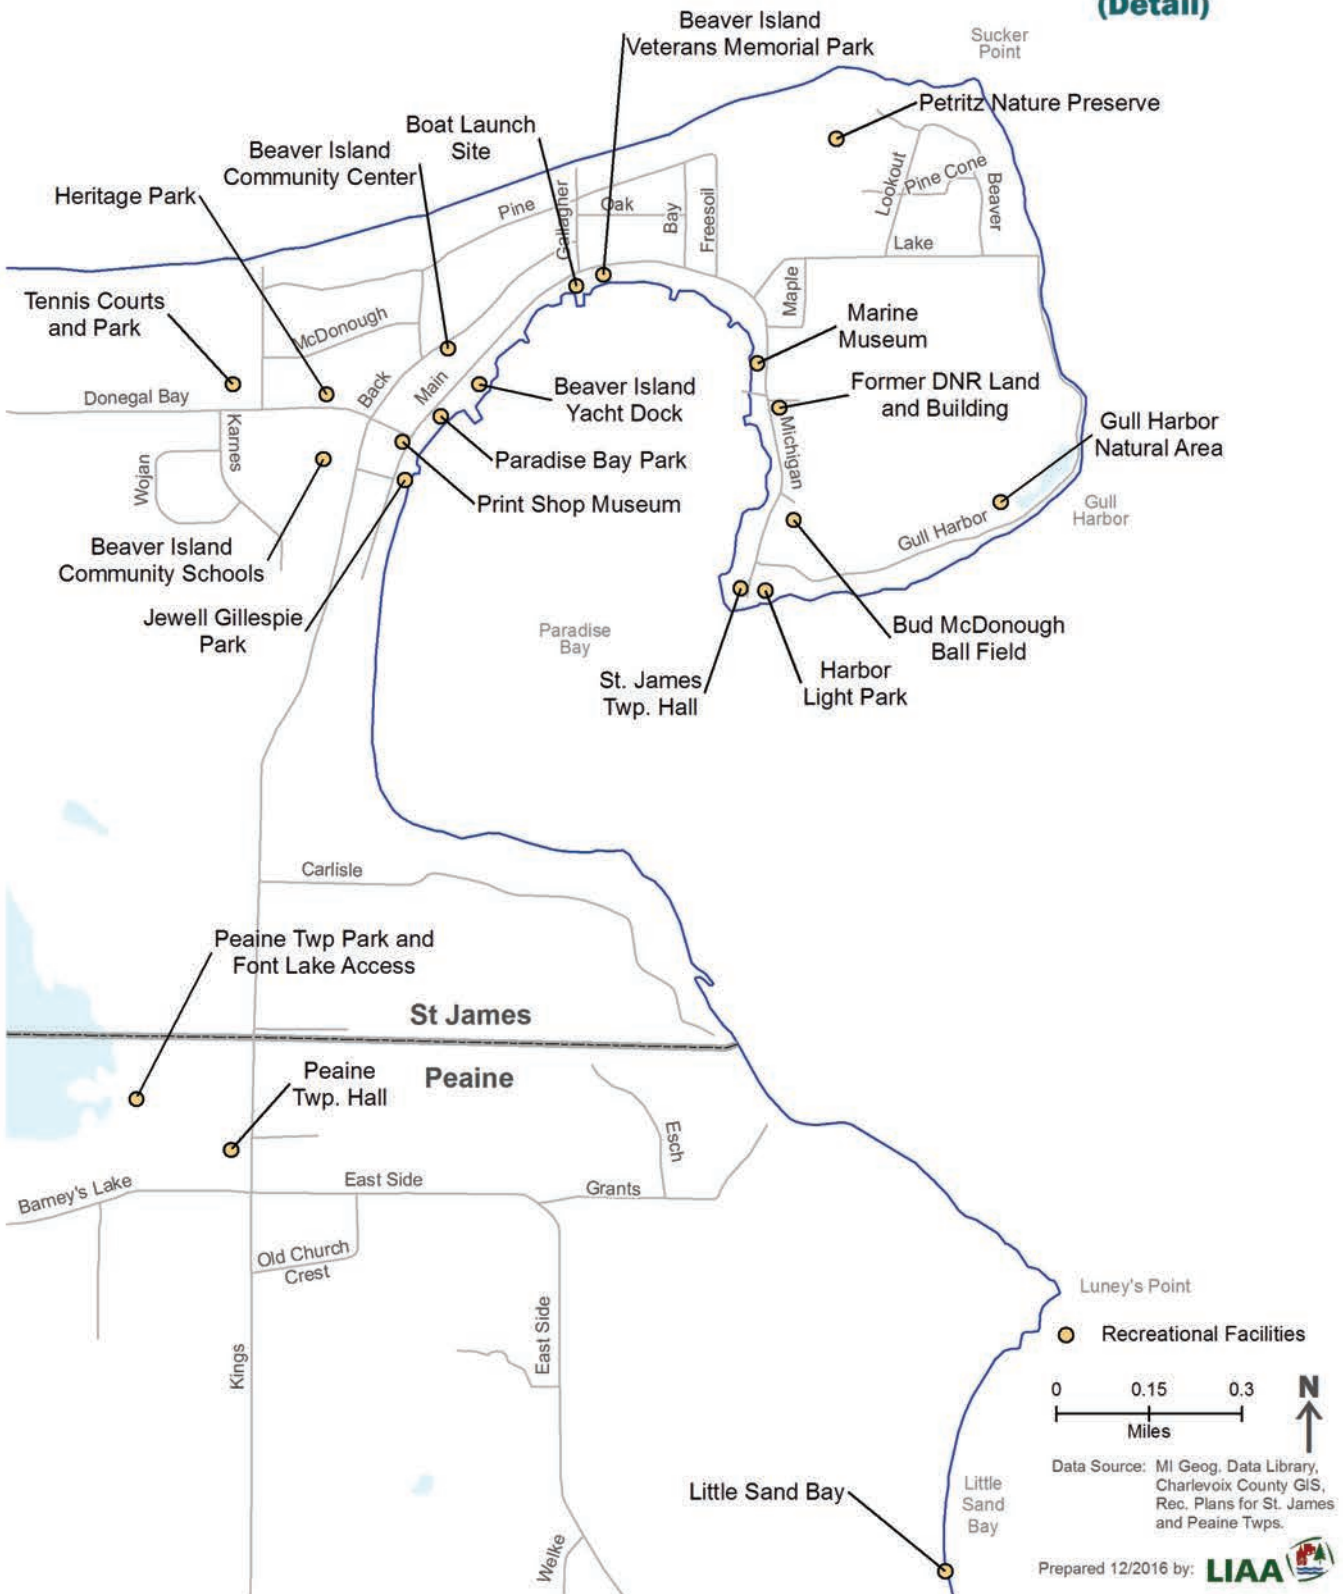 (Detail)
Beaver Island
Veterans Memorial Park
Sucker
Point
Petritz Nature Preserve
Boat Launch
Site
Beaver Island
Community Center
Heritage Park
Pine
Gallagher
Oak
Bay
Freesoil
Lookout
Pine Cone
Beaver
Lake
Maple
Tennis Courts
and Park
McDonough
Marine
Museum
Donegal Bay
Back
Main
Beaver Island
Yacht Dock
Former DNR Land
and Building
Karnes
Wojan
Michigan
Gull Harbor
Natural Area
Paradise Bay Park
Print Shop Museum
Gull
Harbor
Gull Harbor
Beaver Island
Community Schools
Jewell Gillespie
Park
Paradise
Bay
Bud McDonough
Ball Field
St. James
Twp. Hall
Harbor
Light Park
Carlisle
Peaine Twp Park and
Font Lake Access
St James
Peaine
Peaine
Twp. Hall
Esch
Barney's Lake
East Side
Grants
Old Church
Crest
Luney's Point
Recreational Facilities
Kings
East Side
0 0.15 0.3
Miles
N
Data Source: MI Geog. Data Library,
Charlevoix County GIS,
Rec. Plans for St. James
and Peaine Twps.
Little Sand Bay
Little
Sand
Bay
Welke
Prepared 12/2016 by: LIAA